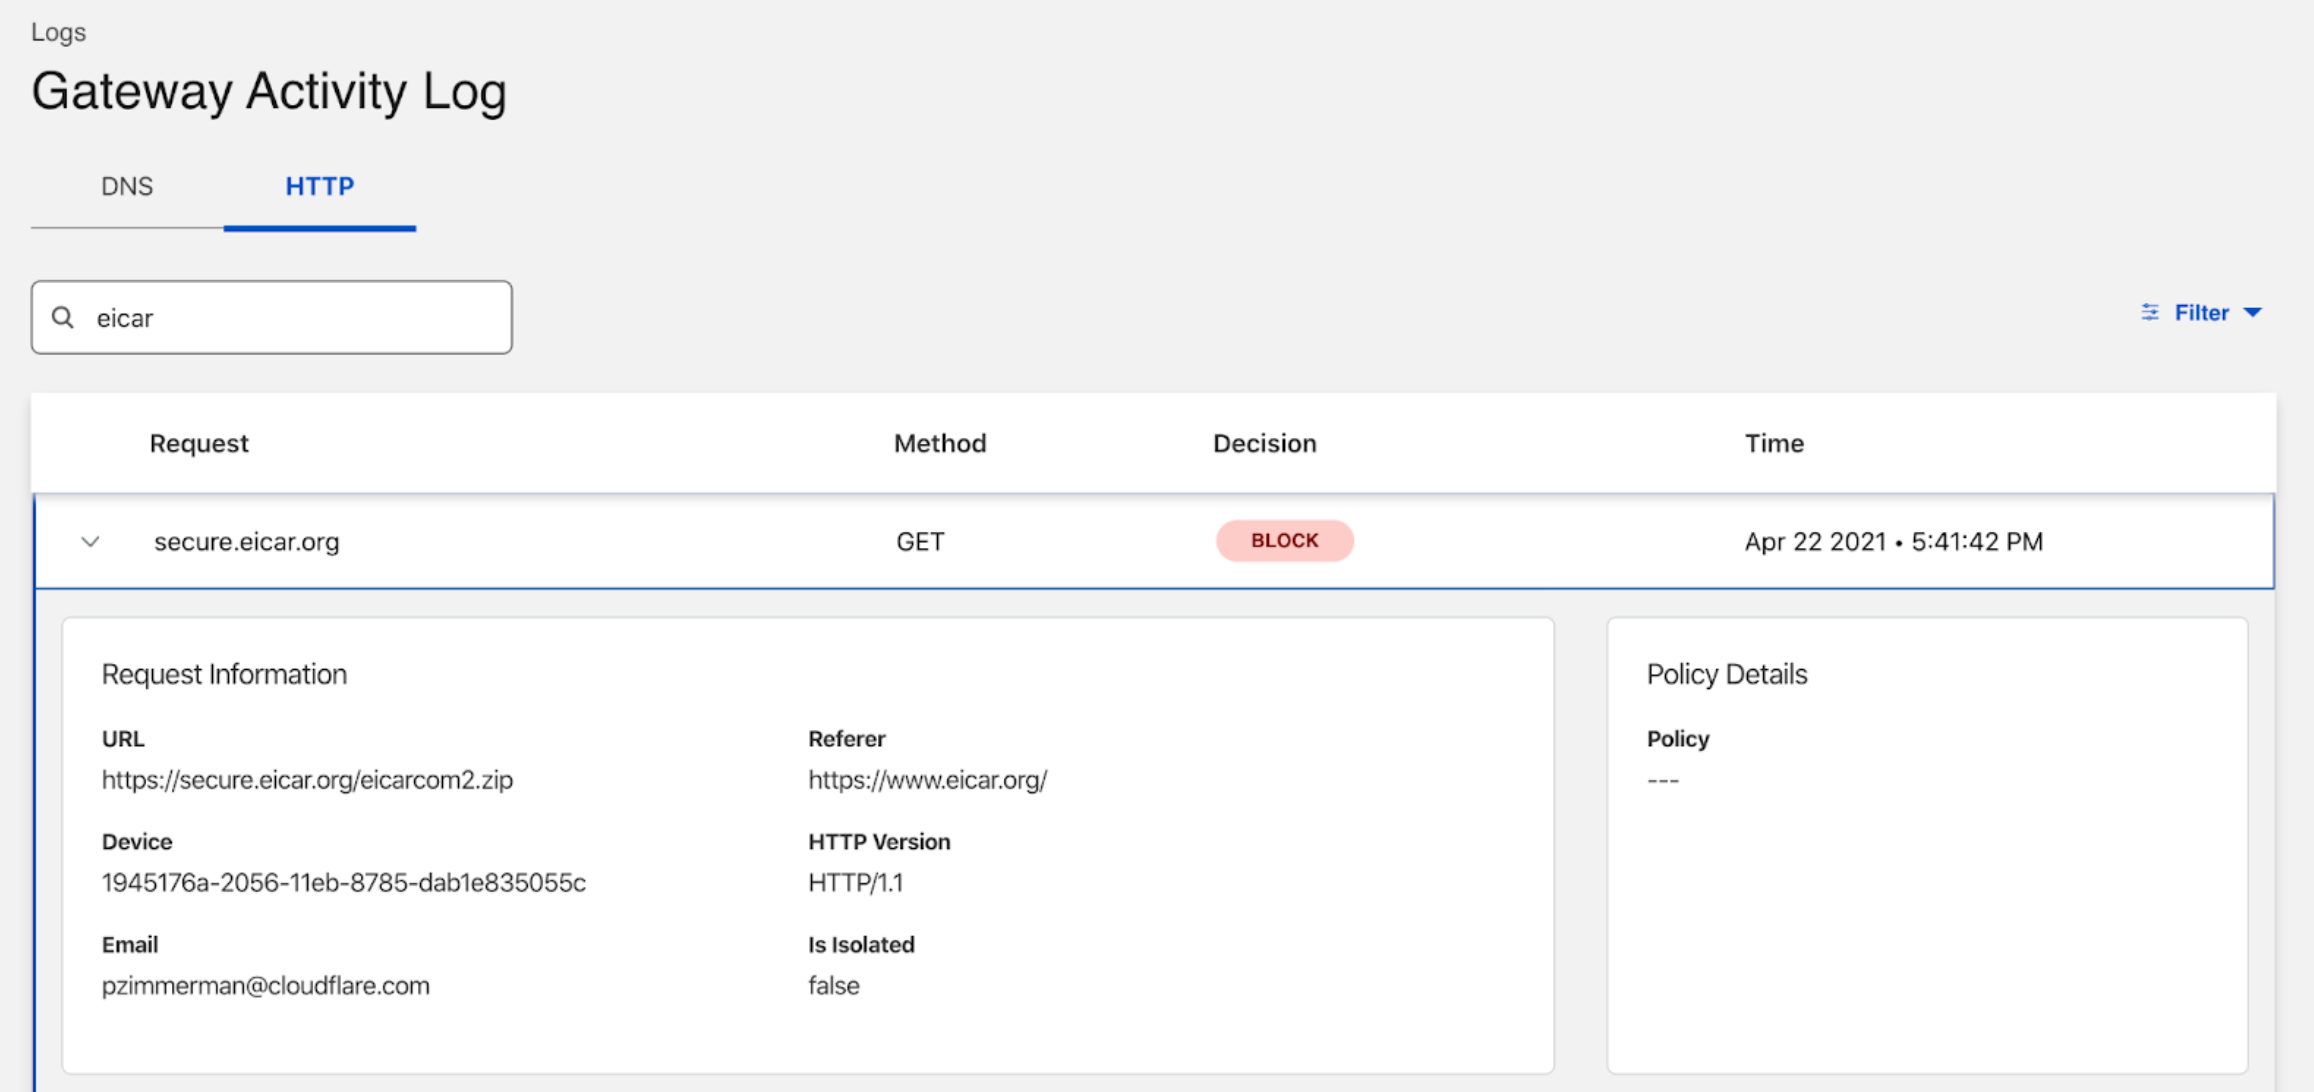 Logs
Gateway Activity Log
DNS HTTP
eicar
Filter
Request Method Decision Time
secure.eicar.org GET BLOCK Apr 22 2021 • 5:41:42 PM
Request Information
URL Referer
https://secure.eicar.org/eicarcom2.zip https://www.eicar.org/
Device HTTP Version
1945176a-2056-11eb-8785-dab1e835055c HTTP/1.1
Email Is Isolated
pzimmerman@cloudflare.com false
Policy Details
Policy
---